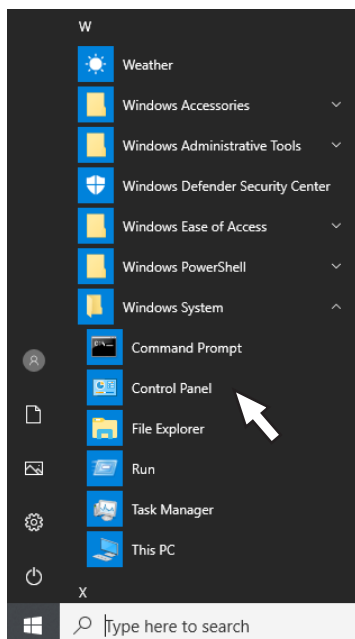 W
Weather
Windows Accessories
Windows Administrative Tools
Windows Defender Security Center
Windows Ease of Access
Windows PowerShell
Windows System
Command Prompt
Control Panel
File Explorer
Run
Task Manager
This PC
X
Type here to search